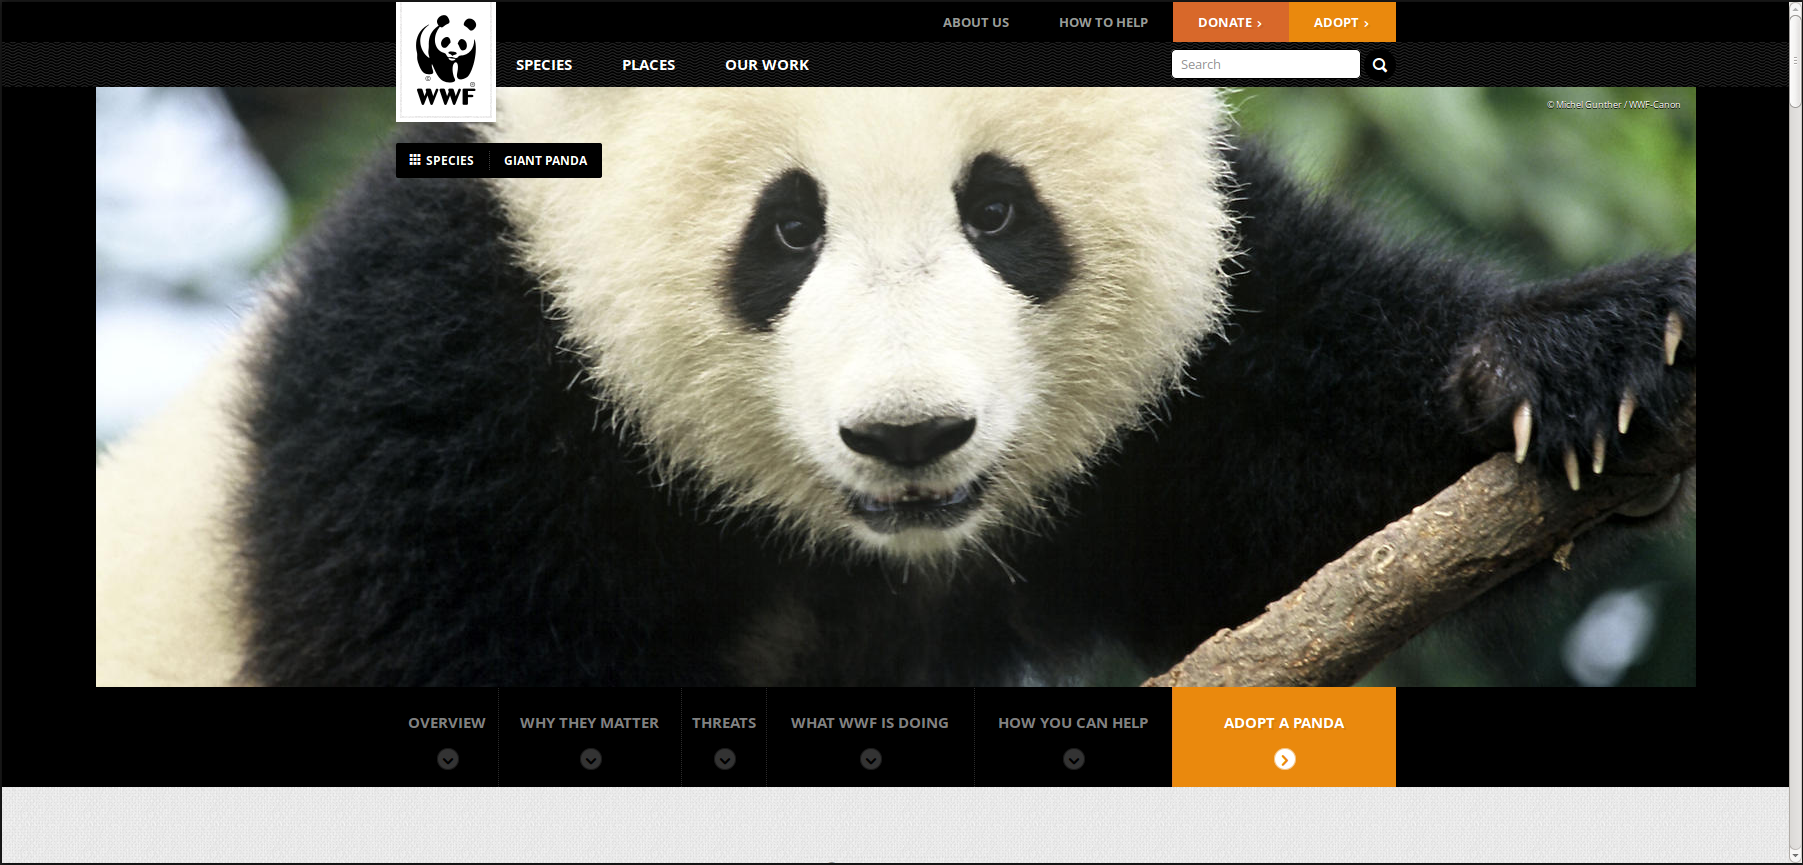 ABOUT US HOW TO HELP DONATE › ADOPT ›
© ® WWF
SPECIES PLACES OUR WORK Search
© Michel Gunther / WWF-Canon
SPECIES GIANT PANDA
OVERVIEW WHY THEY MATTER THREATS WHAT WWF IS DOING HOW YOU CAN HELP ADOPT A PANDA